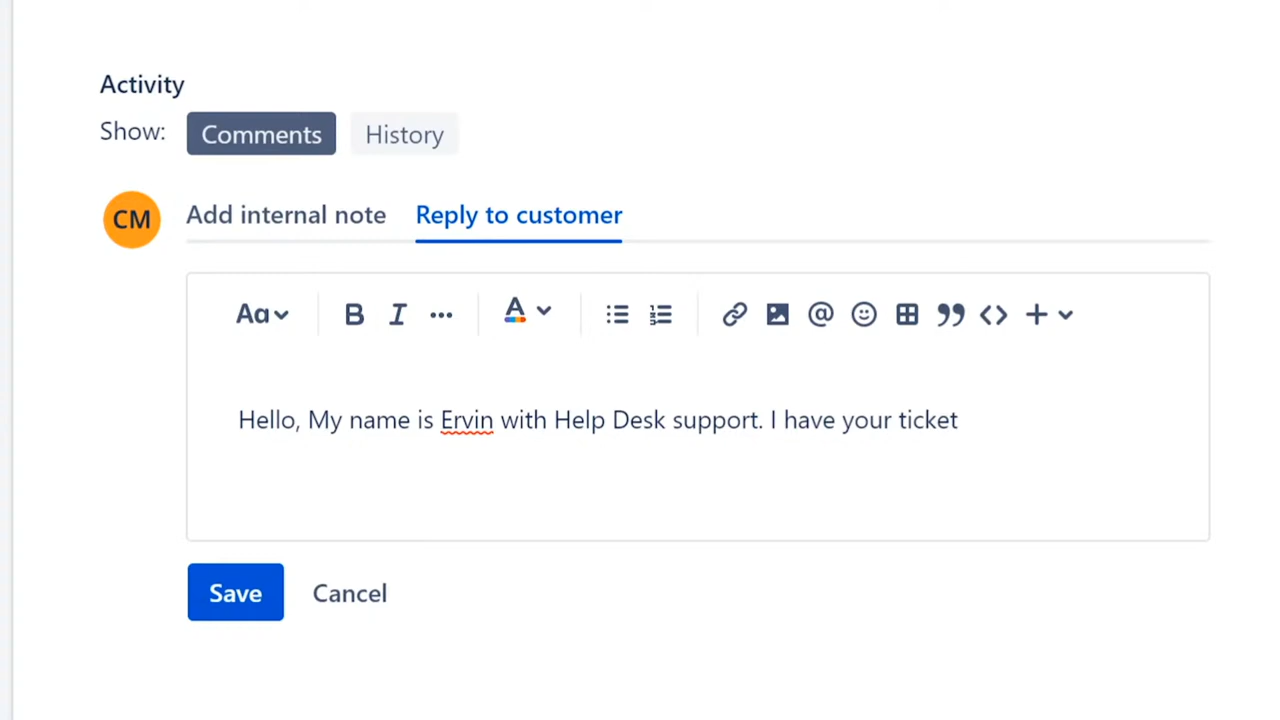 Activity
Show: Comments History
CM Add internal note Reply to customer
Aa B I ... A @ + 
Hello, My name is Ervin with Help Desk support. I have your ticket
Save Cancel